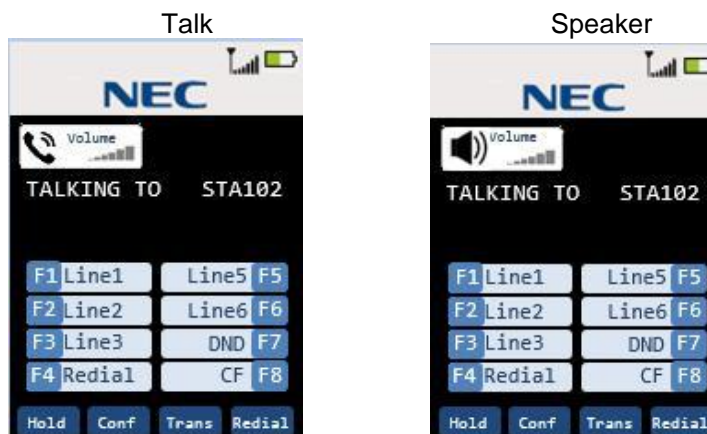 Talk
NEC
Volume
TALKING TO STA102
F1 Line1 Line5 F5
F2 Line2 Line6 F6
F3 Line3 DND F7
F4 Redial CF F8
Hold Conf Trans Redial
Speaker
NEC
Volume
TALKING TO STA102
F1 Line1 Line5 F5
F2 Line2 Line6 F6
F3 Line3 DND F7
F4 Redial CF F8
Hold Conf Trans Redial